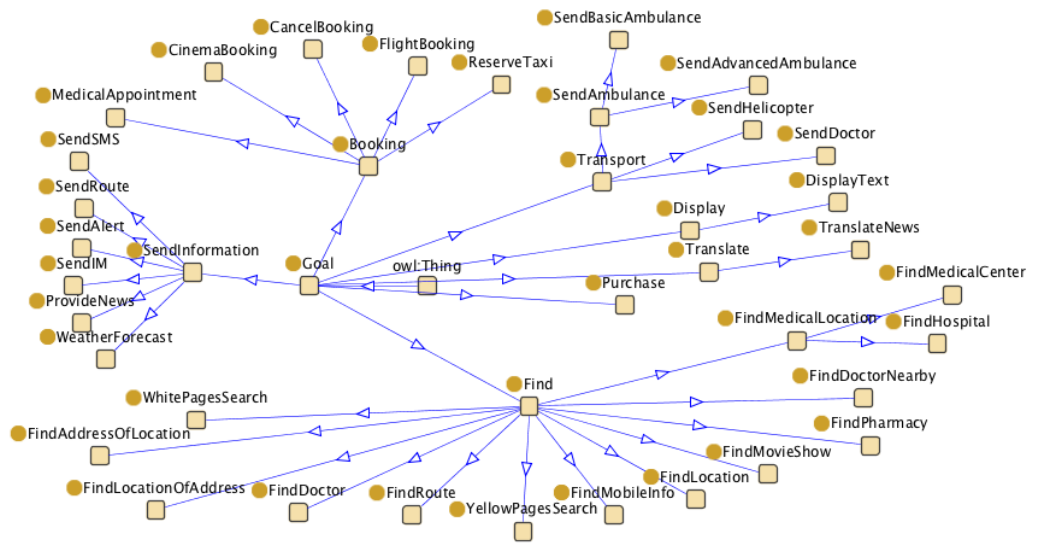 SendBasicAmbulance
CancelBooking
FlightBooking
CinemaBooking
ReserveTaxi
SendAdvancedAmbulance
MedicalAppointment
SendAmbulance
SendHelicopter
SendSMS
Booking
SendDoctor
Transport
SendRoute
DisplayText
Display
SendAlert
TranslateNews
SendInformation
Translate
SendIM
Goal
owl:Thing
FindMedicalCenter
Purchase
ProvideNews
FindMedicalLocation
FindHospital
WeatherForecast
FindDoctorNearby
Find
WhitePagesSearch
FindPharmacy
FindAddressOfLocation
FindMovieShow
FindLocation
FindLocationOfAddress
FindDoctor
FindRoute
FindMobileInfo
YellowPagesSearch